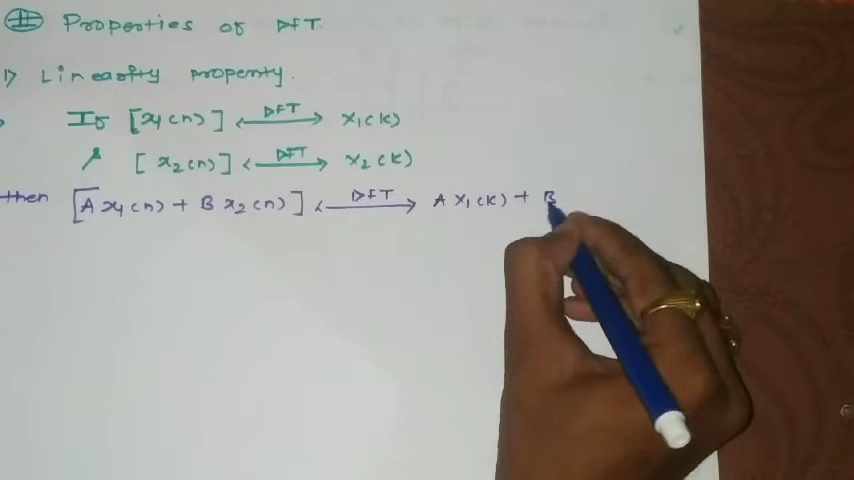 Properties of DFT.
1) Linearity property.
If [x₁(n)] <—DFT—> X₁(k)
& [x₂(n)] <—DFT—> X₂(k)
then [A x₁(n) + B x₂(n)] <—DFT—> A X₁(k) + B